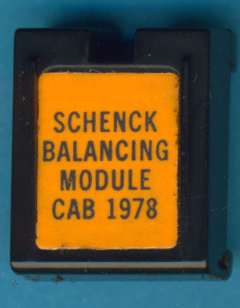 SCHENCK
BALANCING
MODULE
CAB 1978